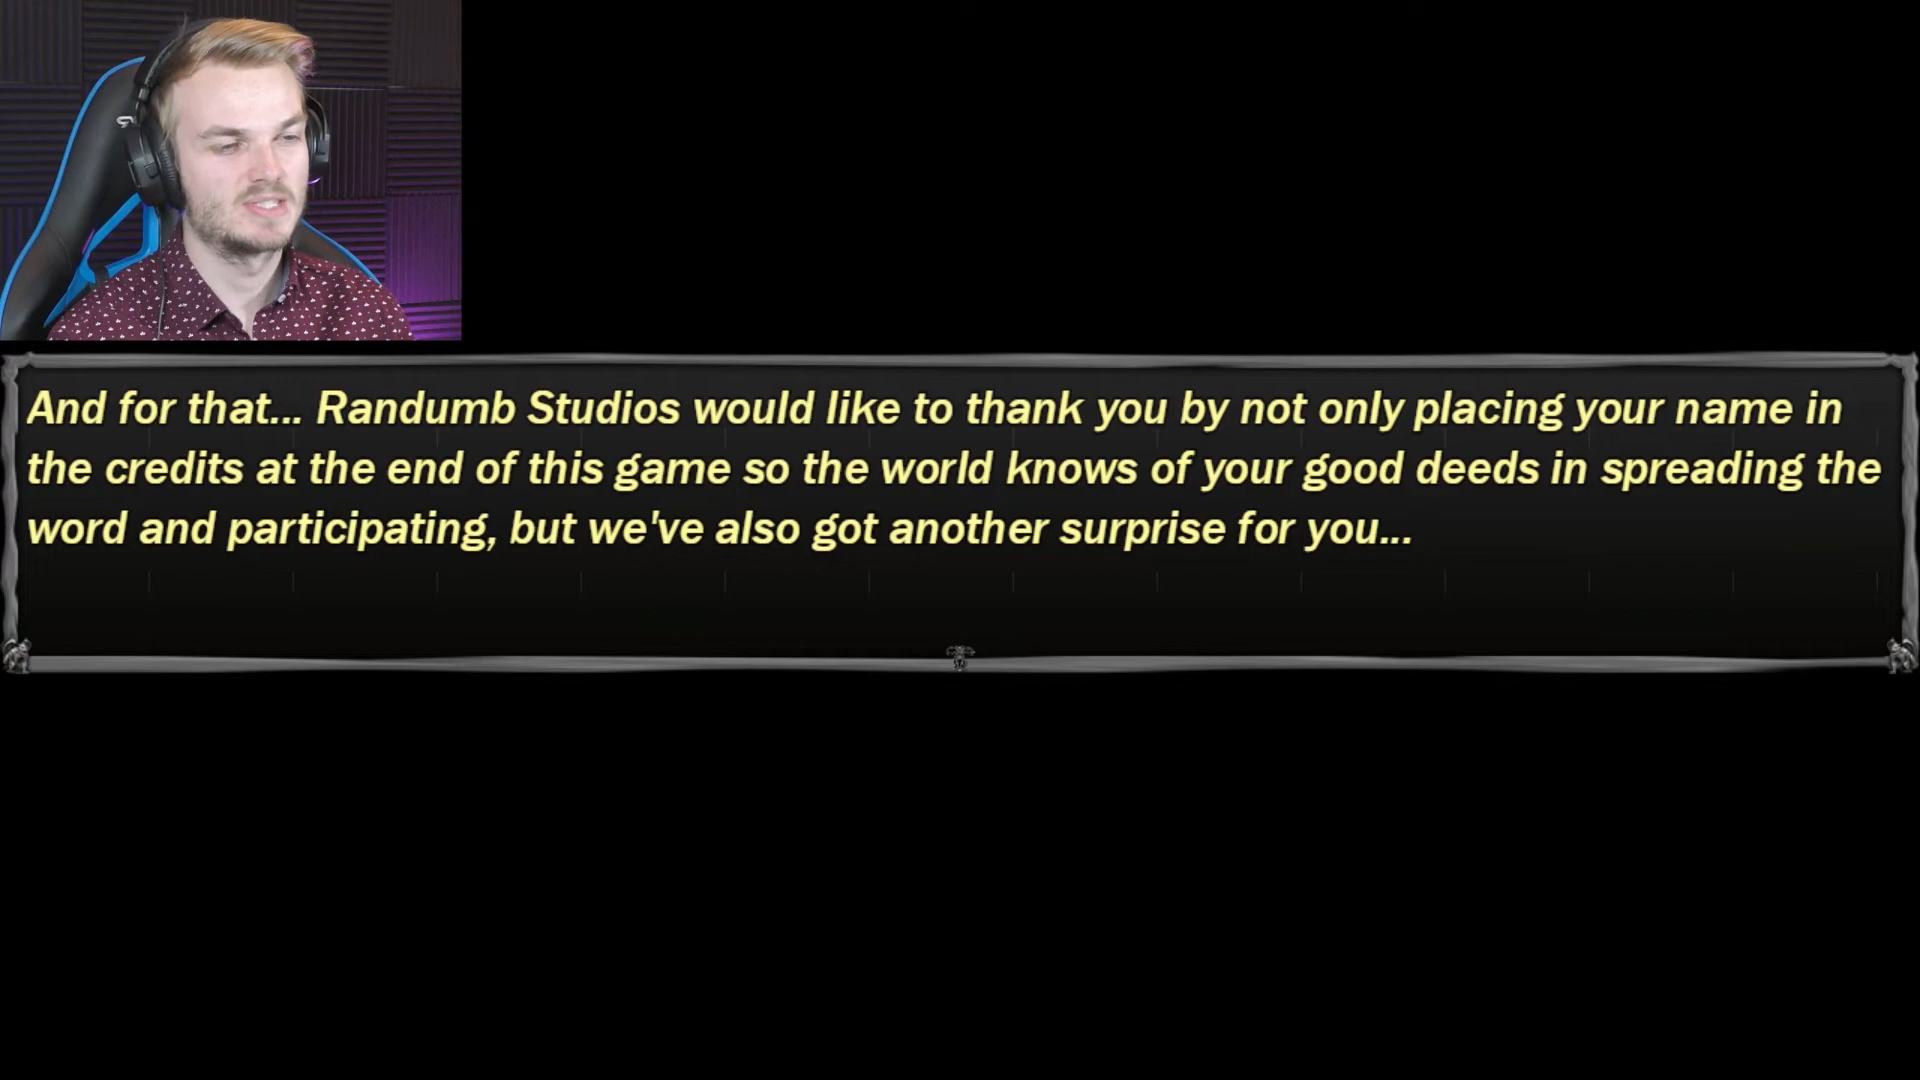 And for that... Randumb Studios would like to thank you by not only placing your name in
the credits at the end of this game so the world knows of your good deeds in spreading the
word and participating, but we've also got another surprise for you...